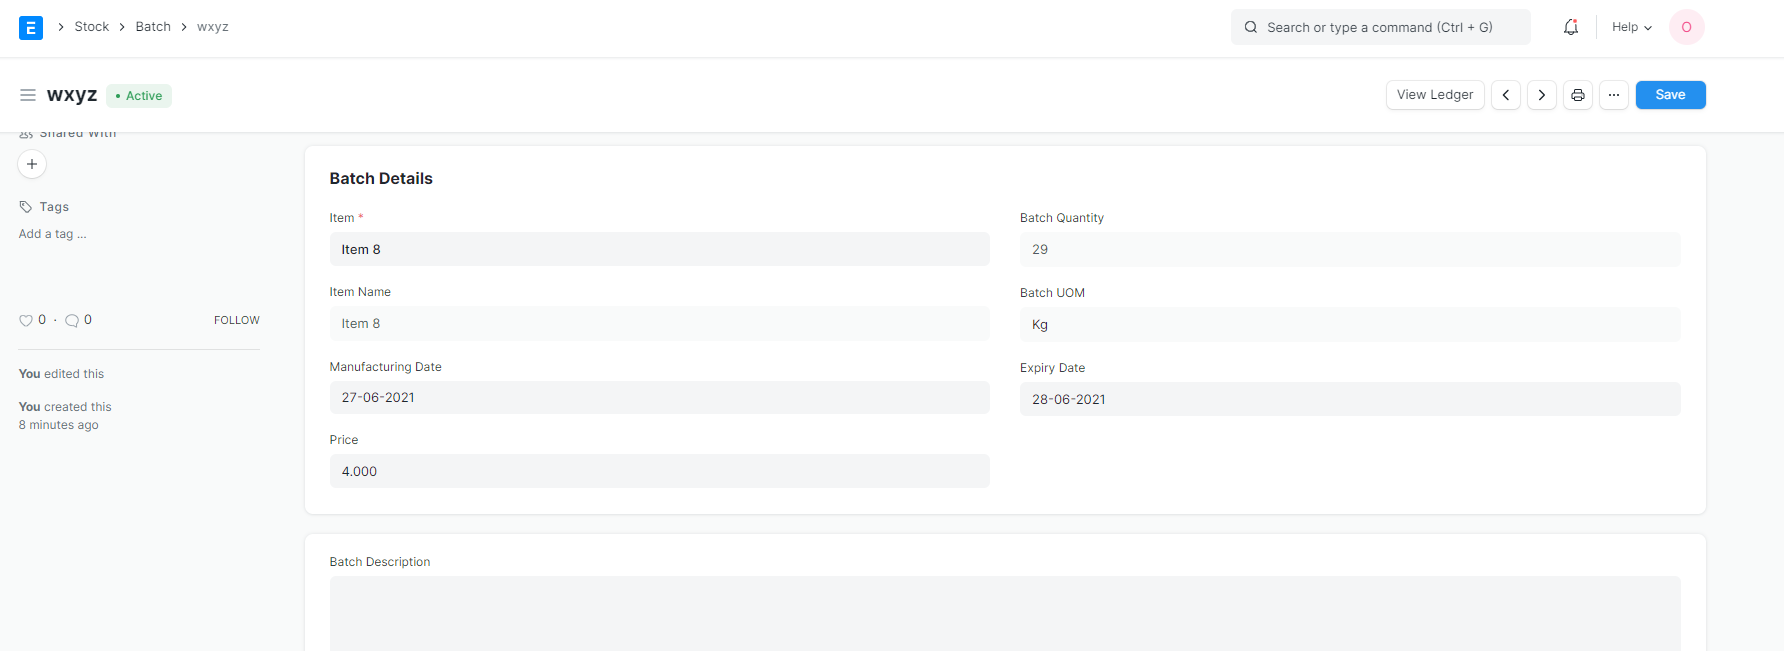 E > Stock > Batch > wxyz
Search or type a command (Ctrl + G)
Help
O
wxyz
• Active
View Ledger
...
Save
Shared With
+
Tags
Add a tag ...
0 · 0
FOLLOW
You edited this
You created this
8 minutes ago
Batch Details
Item *
Item 8
Item Name
Item 8
Manufacturing Date
27-06-2021
Price
4.000
Batch Quantity
29
Batch UOM
Kg
Expiry Date
28-06-2021
Batch Description